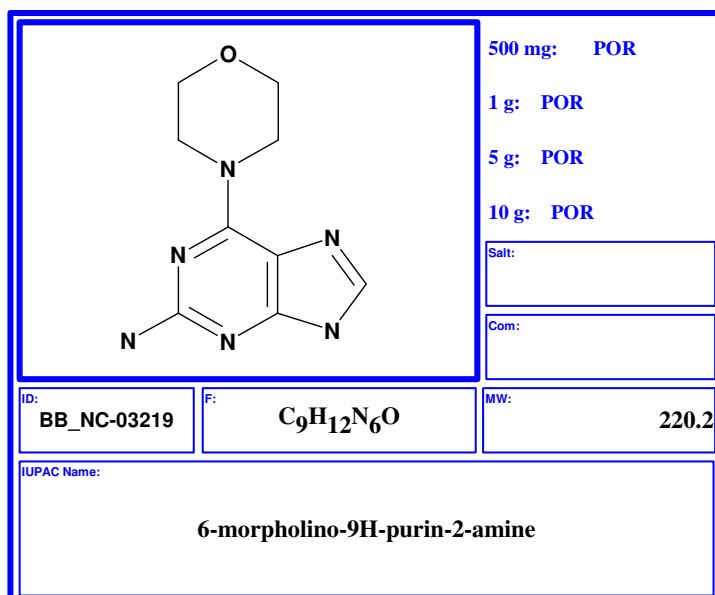 O
N
N
N
N
N
N
500 mg: POR
1 g: POR
5 g: POR
10 g: POR
Salt:
Com:
ID:
BB_NC-03219
F:
C9H12N6O
MW:
220.2
IUPAC Name:
6-morpholino-9H-purin-2-amine